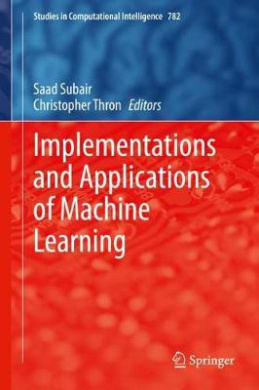 Studies in Computational Intelligence 782
Saad Subair
Christopher Thron Editors
Implementations
and Applications
of Machine
Learning
Springer